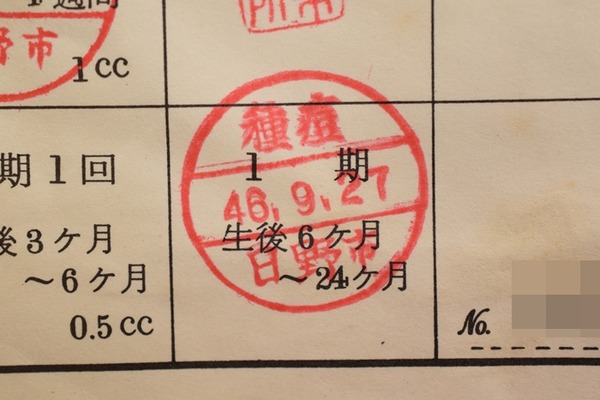 1週間
野市
1cc
所市
種痘
1 期
46.9.27
生後6ケ月
日野市
～24ケ月
期1回
後3ケ月
～6ケ月
0.5cc
No.